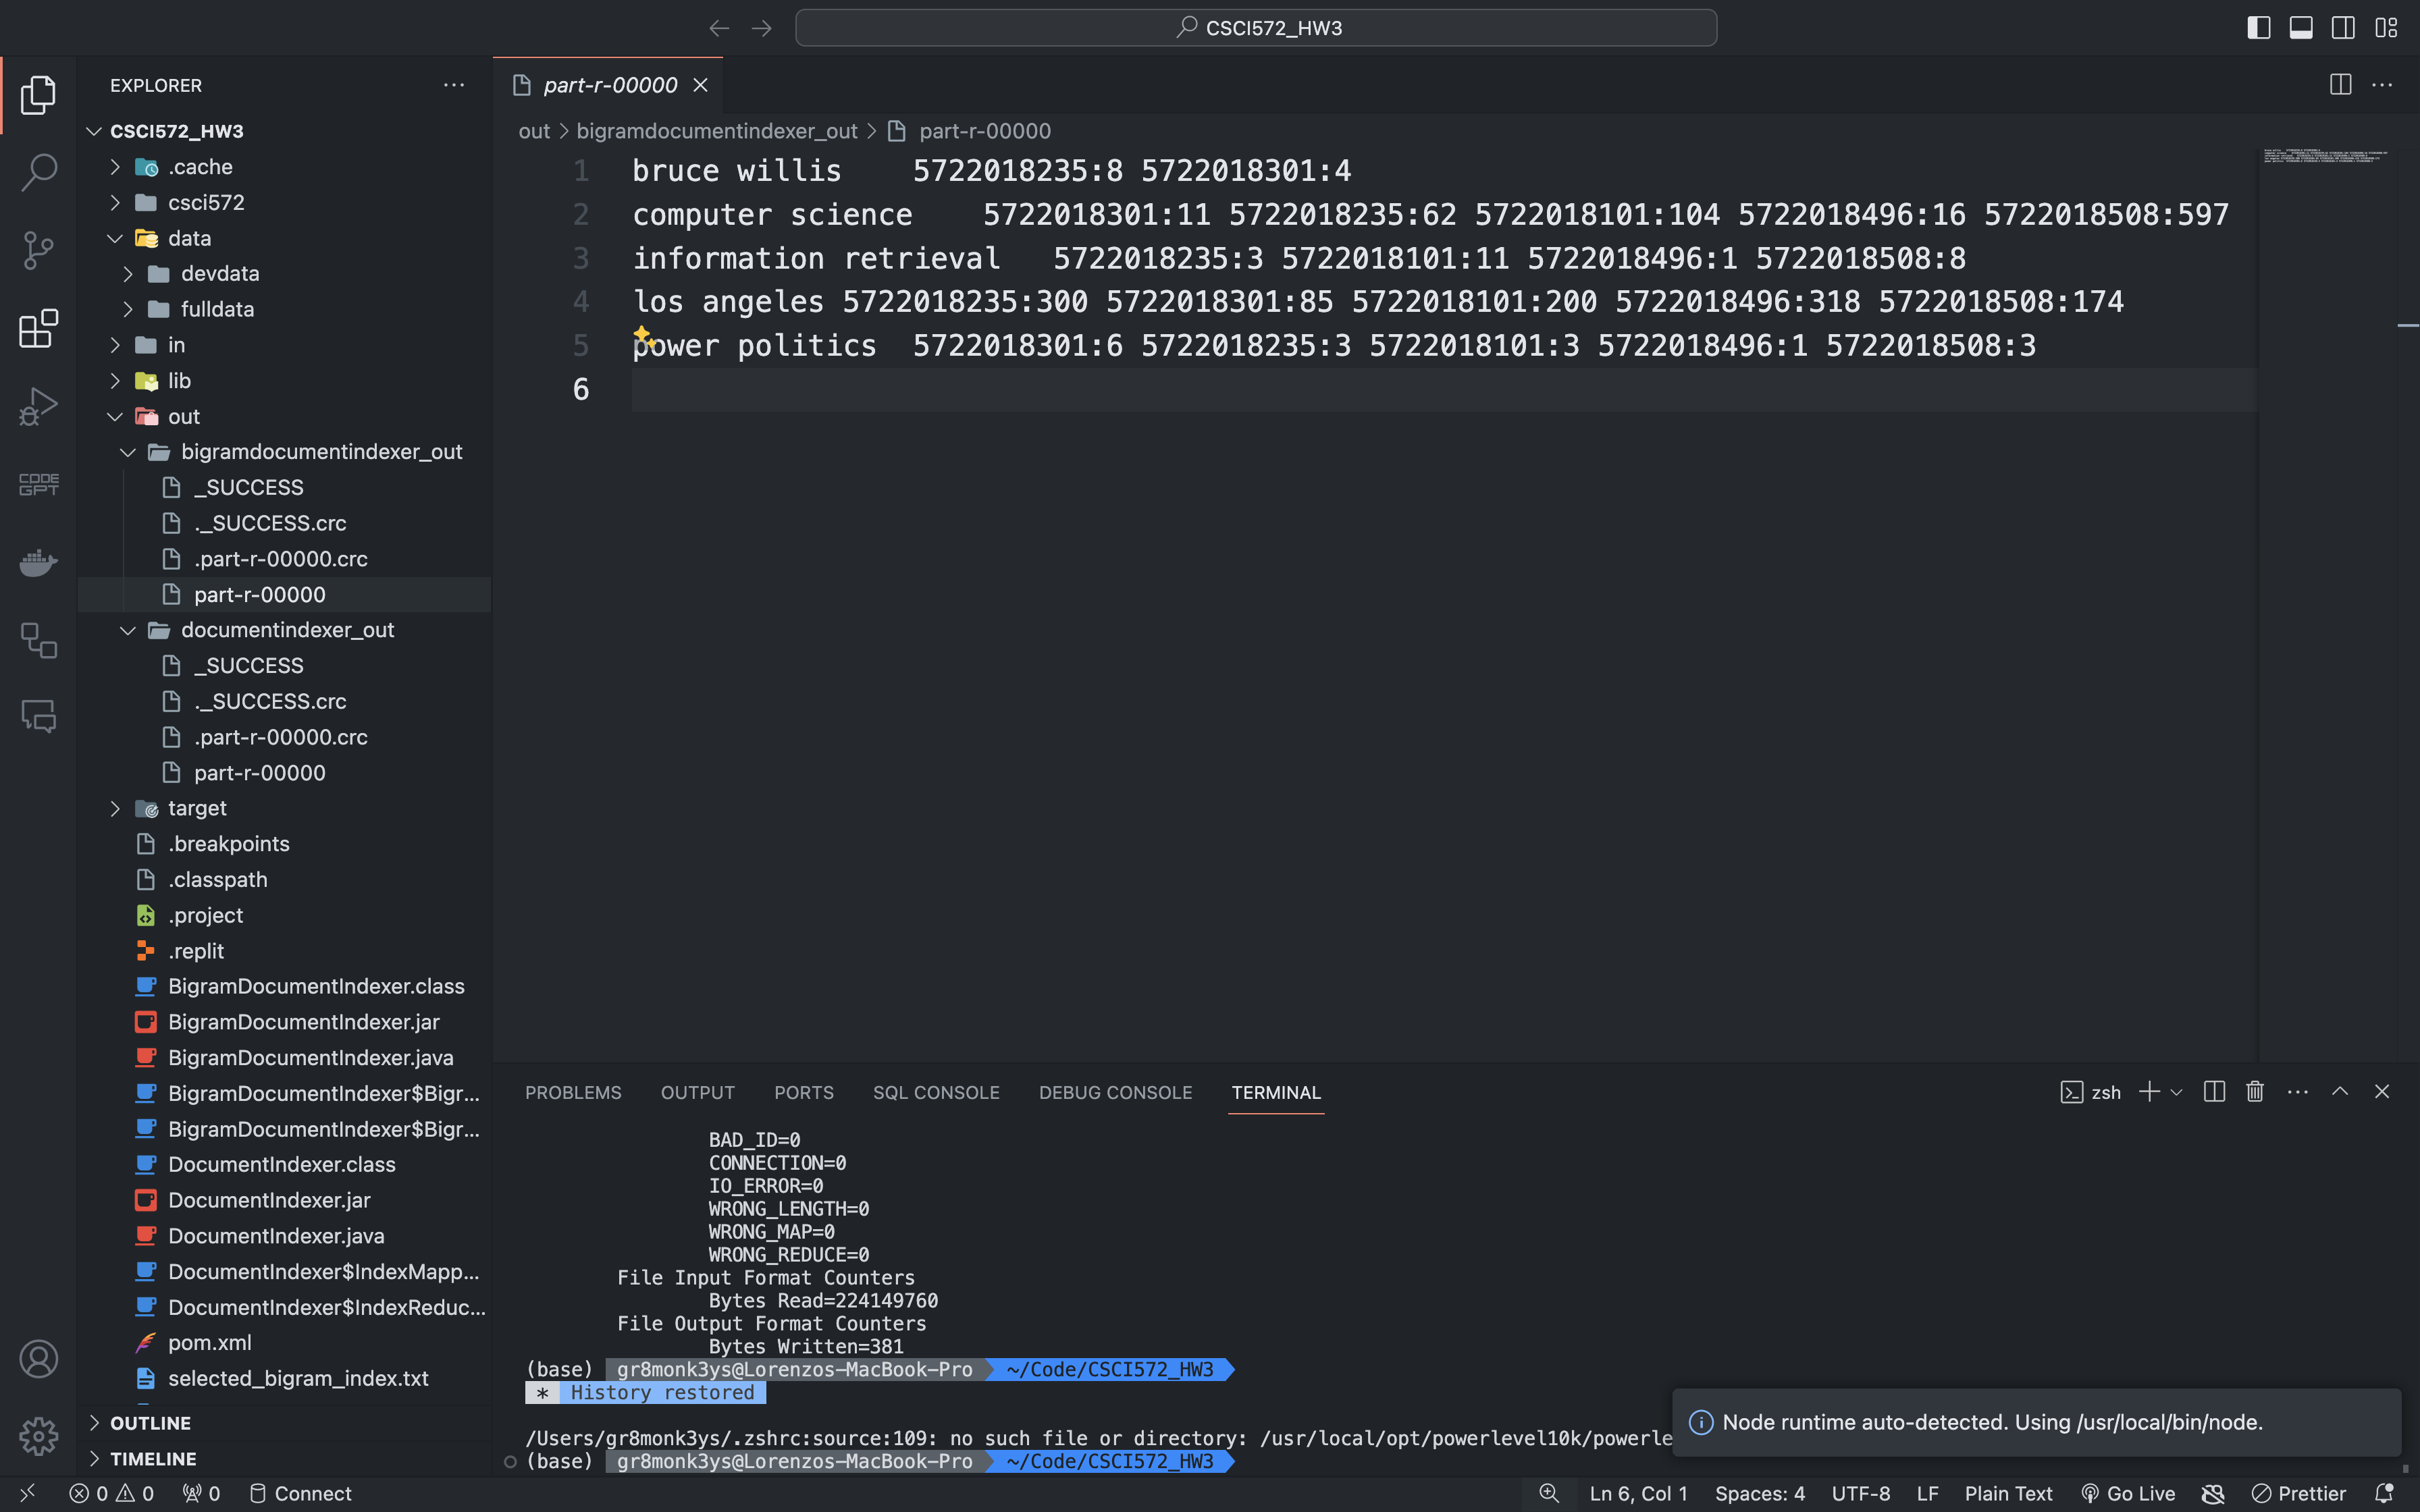 CSCI572_HW3
EXPLORER
CSCI572_HW3
.cache
csci572
data
devdata
fulldata
in
lib
out
bigramdocumentindexer_out
_SUCCESS
._SUCCESS.crc
.part-r-00000.crc
part-r-00000
documentindexer_out
_SUCCESS
._SUCCESS.crc
.part-r-00000.crc
part-r-00000
target
.breakpoints
.classpath
.project
.replit
BigramDocumentIndexer.class
BigramDocumentIndexer.jar
BigramDocumentIndexer.java
BigramDocumentIndexer$Bigr...
BigramDocumentIndexer$Bigr...
DocumentIndexer.class
DocumentIndexer.jar
DocumentIndexer.java
DocumentIndexer$IndexMapp...
DocumentIndexer$IndexReduc...
pom.xml
selected_bigram_index.txt
OUTLINE
TIMELINE
CODE
GPT
part-r-00000
out > bigramdocumentindexer_out > part-r-00000
1 bruce willis 5722018235:8 5722018301:4
2 computer science 5722018301:11 5722018235:62 5722018101:104 5722018496:16 5722018508:597
3 information retrieval 5722018235:3 5722018101:11 5722018496:1 5722018508:8
4 los angeles 5722018235:300 5722018301:85 5722018101:200 5722018496:318 5722018508:174
5 power politics 5722018301:6 5722018235:3 5722018101:3 5722018496:1 5722018508:3
6
PROBLEMS OUTPUT PORTS SQL CONSOLE DEBUG CONSOLE TERMINAL zsh
BAD_ID=0
CONNECTION=0
IO_ERROR=0
WRONG_LENGTH=0
WRONG_MAP=0
WRONG_REDUCE=0
File Input Format Counters
Bytes Read=224149760
File Output Format Counters
Bytes Written=381
(base) gr8monk3ys@Lorenzos-MacBook-Pro ~/Code/CSCI572_HW3
* History restored
/Users/gr8monk3ys/.zshrc:source:109: no such file or directory: /usr/local/opt/powerlevel10k/powerle
(base) gr8monk3ys@Lorenzos-MacBook-Pro ~/Code/CSCI572_HW3
Node runtime auto-detected. Using /usr/local/bin/node.
0 0 0 Connect Ln 6, Col 1 Spaces: 4 UTF-8 LF Plain Text Go Live Prettier